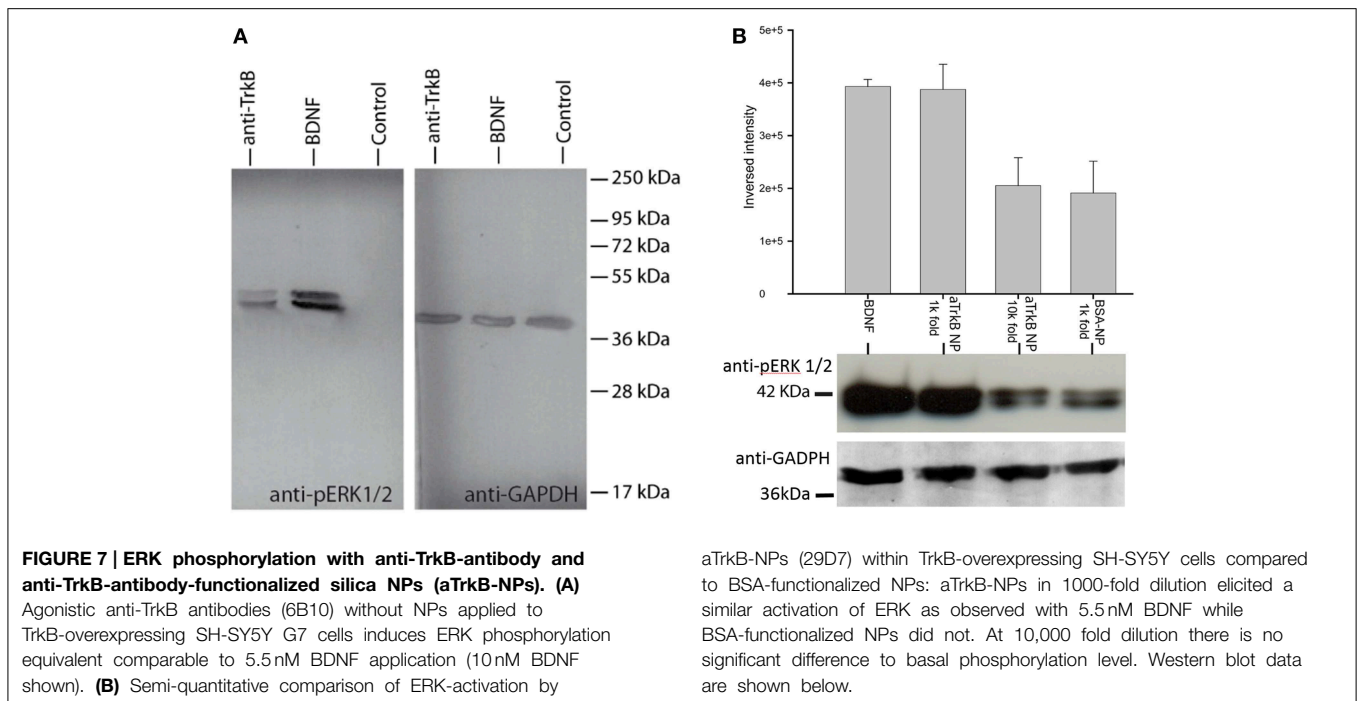 A
anti-TrkB
BDNF
Control
anti-TrkB
BDNF
Control
250 kDa
95 kDa
72 kDa
55 kDa
36 kDa
28 kDa
17 kDa
anti-pERK1/2
anti-GAPDH
B
5e+5
4e+5
3e+5
2e+5
1e+5
0
Inversed intensity
BDNF
aTrkB NP
1k fold
aTrkB NP
10k fold
BSA-NP
1k fold
anti-pERK 1/2
42 KDa
anti-GADPH
36kDa
FIGURE 7 | ERK phosphorylation with anti-TrkB-antibody and
anti-TrkB-antibody-functionalized silica NPs (aTrkB-NPs). (A)
Agonistic anti-TrkB antibodies (6B10) without NPs applied to
TrkB-overexpressing SH-SY5Y G7 cells induces ERK phosphorylation
equivalent comparable to 5.5 nM BDNF application (10 nM BDNF
shown). (B) Semi-quantitative comparison of ERK-activation by
aTrkB-NPs (29D7) within TrkB-overexpressing SH-SY5Y cells compared
to BSA-functionalized NPs: aTrkB-NPs in 1000-fold dilution elicited a
similar activation of ERK as observed with 5.5 nM BDNF while
BSA-functionalized NPs did not. At 10,000 fold dilution there is no
significant difference to basal phosphorylation level. Western blot data
are shown below.